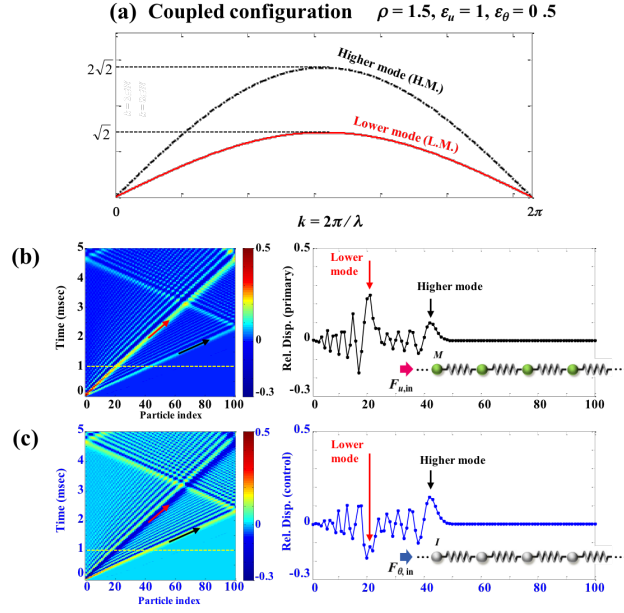 (a) Coupled configuration ρ = 1.5, εu = 1, εθ = 0 .5
2√2
Higher mode (H.M.)
√2
Lower mode (L.M.)
0
2π
k = 2π / λ
(b)
Time (msec)
5
4
3
2
1
0
0 20 40 60 80 100
Particle index
0.5
0
-0.3
Rel. Disp. (primary)
0.5
0
-0.3
Lower
mode
Higher mode
M
Fu,in
0 20 40 60 80 100
(c)
Time (msec)
5
4
3
2
1
0
0 20 40 60 80 100
Particle index
0.5
0
-0.3
Rel. Disp. (control)
0.5
0
-0.3
Lower
mode
Higher mode
I
Fθ, in
0 20 40 60 80 100